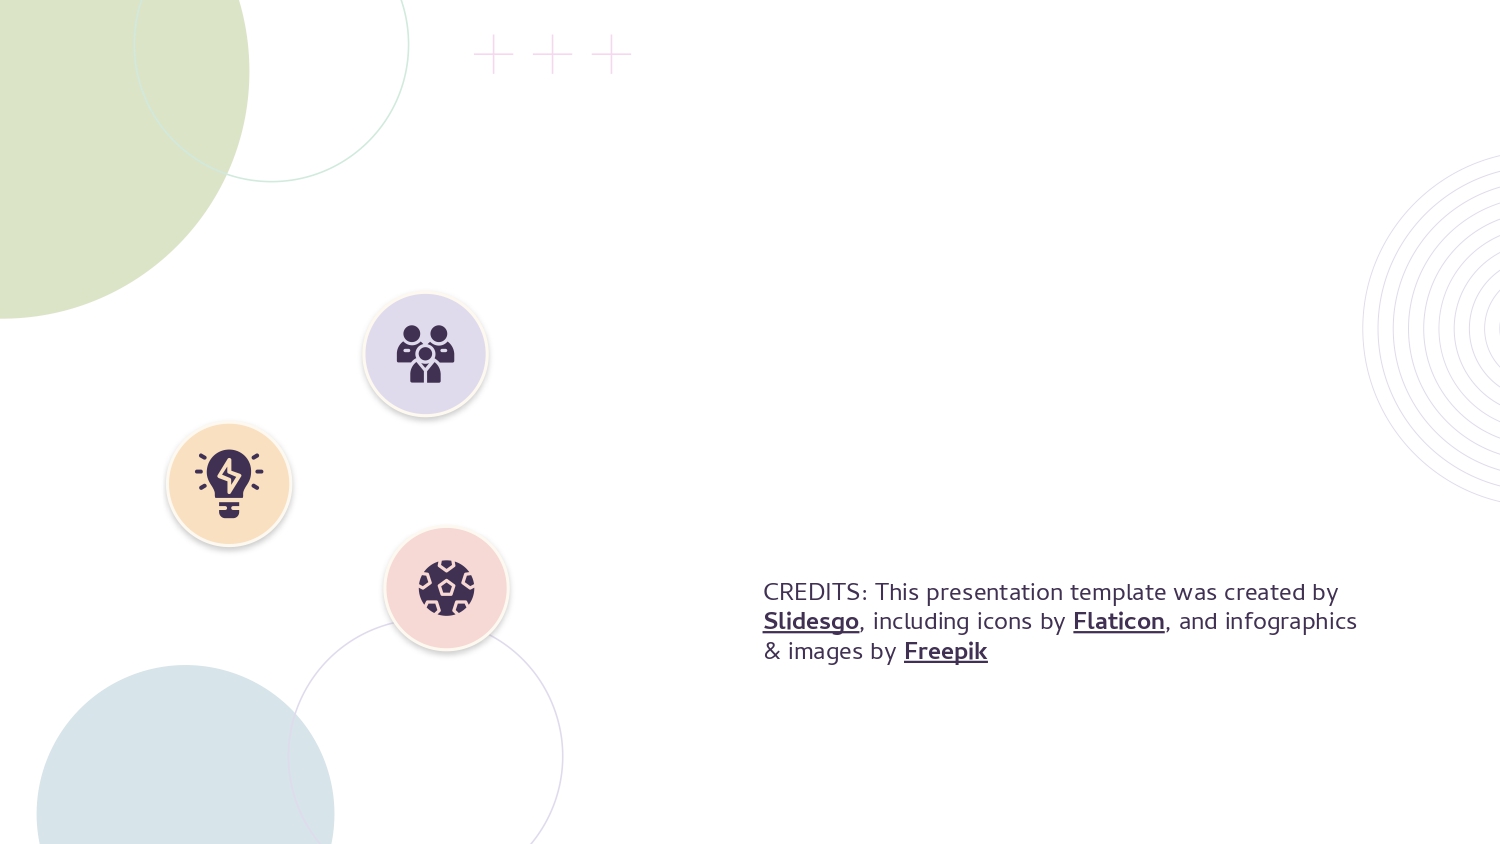 CREDITS: This presentation template was created by
Slidesgo, including icons by Flaticon, and infographics
& images by Freepik